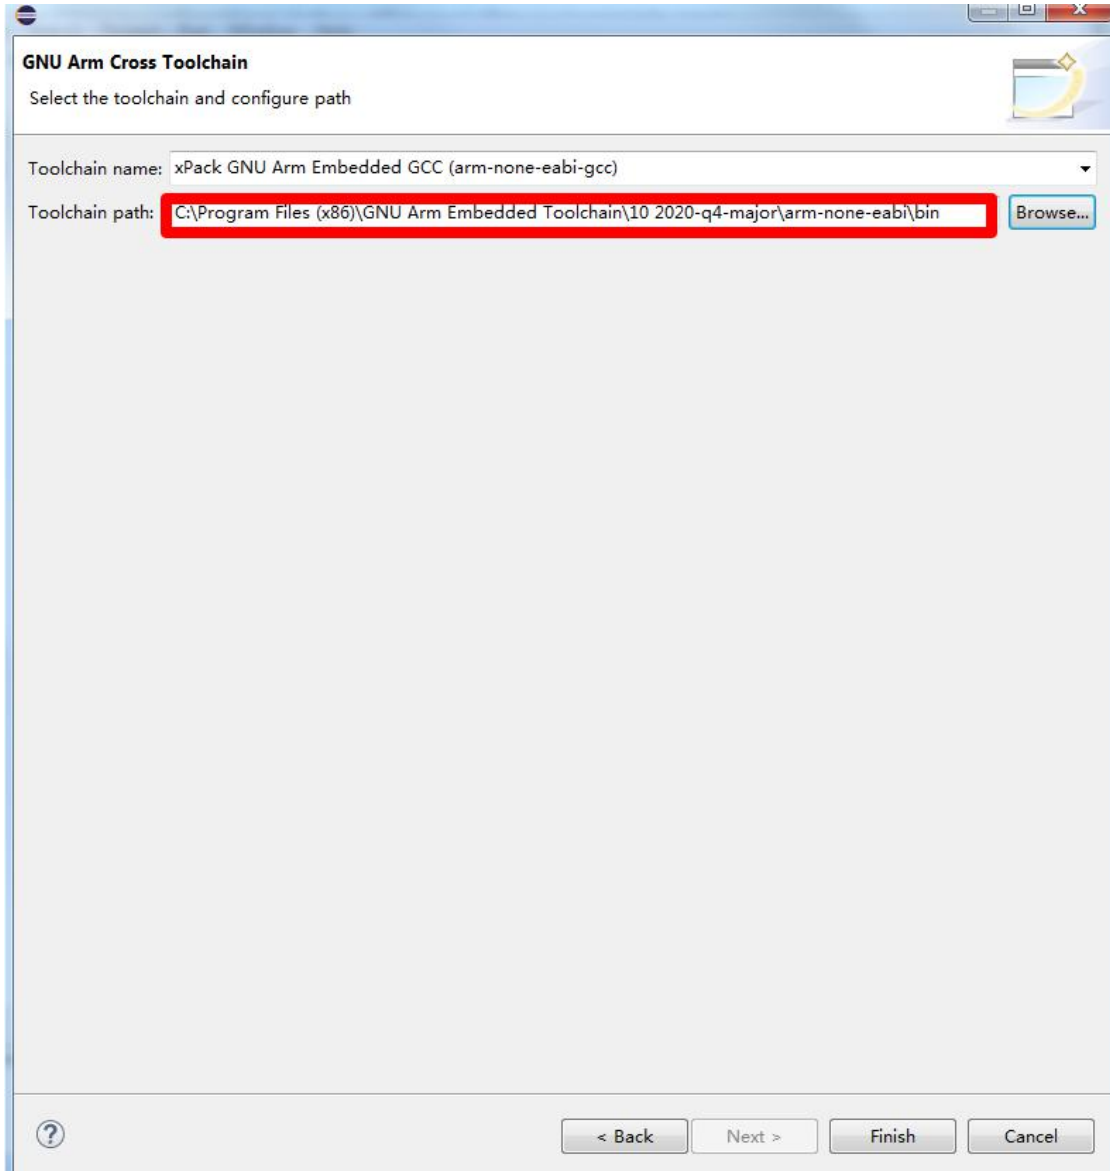 GNU Arm Cross Toolchain
Select the toolchain and configure path
Toolchain name: xPack GNU Arm Embedded GCC (arm-none-eabi-gcc)
Toolchain path: C:\Program Files (x86)\GNU Arm Embedded Toolchain\10 2020-q4-major\arm-none-eabi\bin Browse...
? < Back Next > Finish Cancel